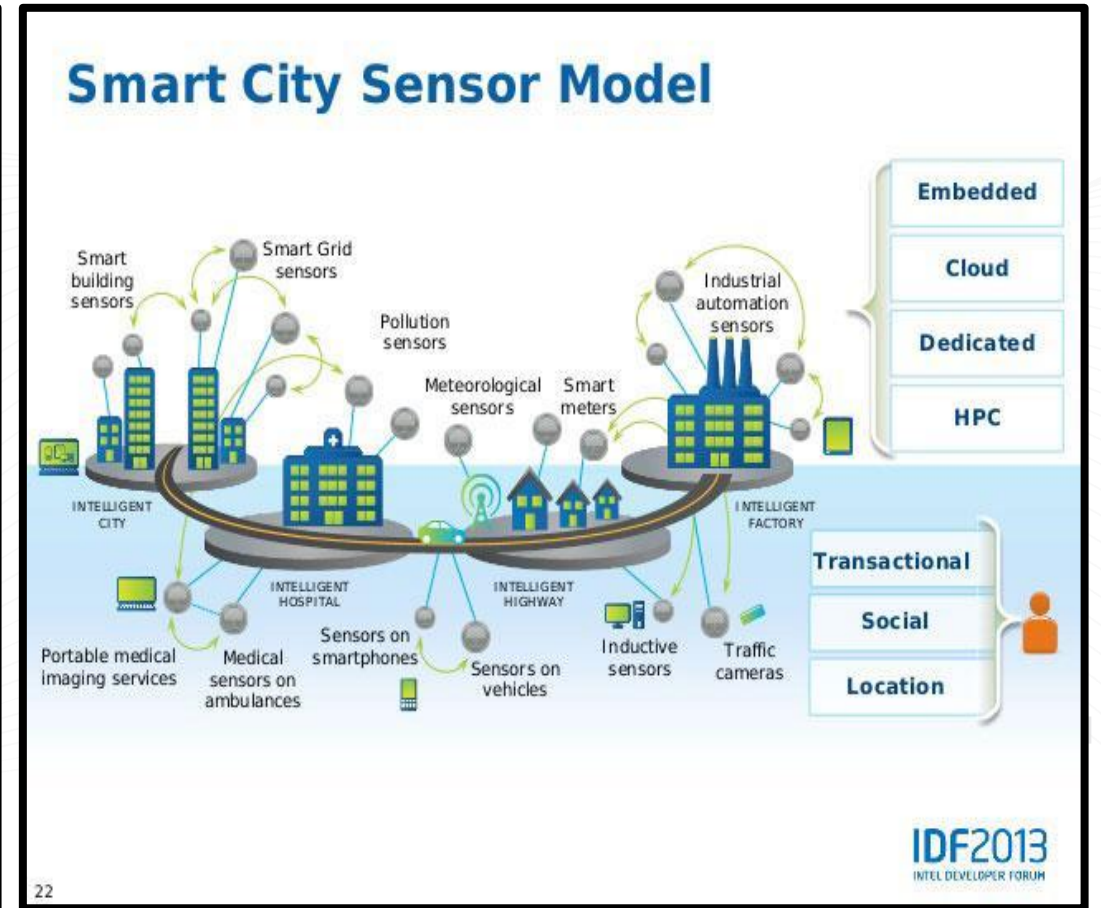 Smart City Sensor Model
Smart
building
sensors
Smart Grid
sensors
Pollution
sensors
Meteorological
sensors
Smart
meters
Industrial
automation
sensors
Embedded
Cloud
Dedicated
HPC
INTELLIGENT
CITY
INTELLIGENT
HOSPITAL
INTELLIGENT
HIGHWAY
INTELLIGENT
FACTORY
Portable medical
imaging services
Medical
sensors on
ambulances
Sensors on
smartphones
Sensors on
vehicles
Inductive
sensors
Traffic
cameras
Transactional
Social
Location
IDF2013
INTEL DEVELOPER FORUM
22